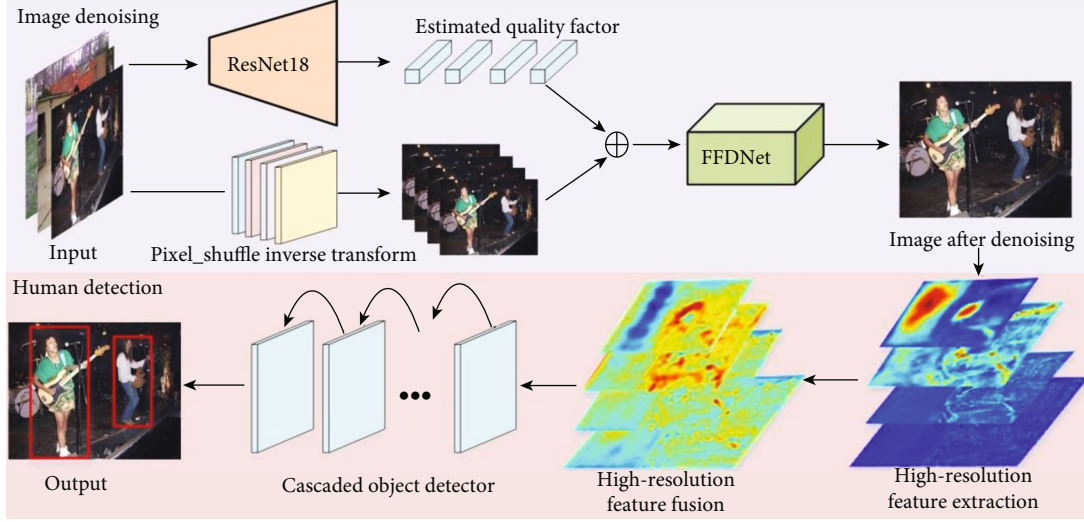 Image denoising
ResNet18
Estimated quality factor
FFDNet
Input
Pixel_shuffle inverse transform
Image after denoising
Human detection
Output
Cascaded object detector
High-resolution
feature fusion
High-resolution
feature extraction